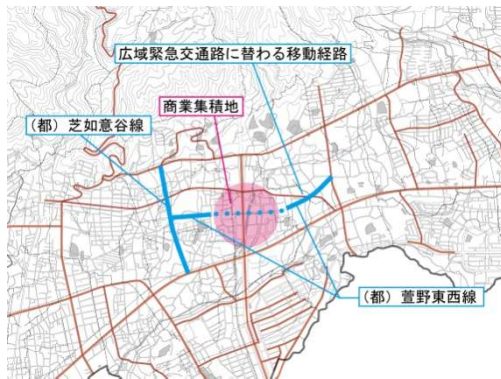 広域緊急交通路に替わる移動経路
商業集積地
（都）芝如意谷線
（都）萱野東西線